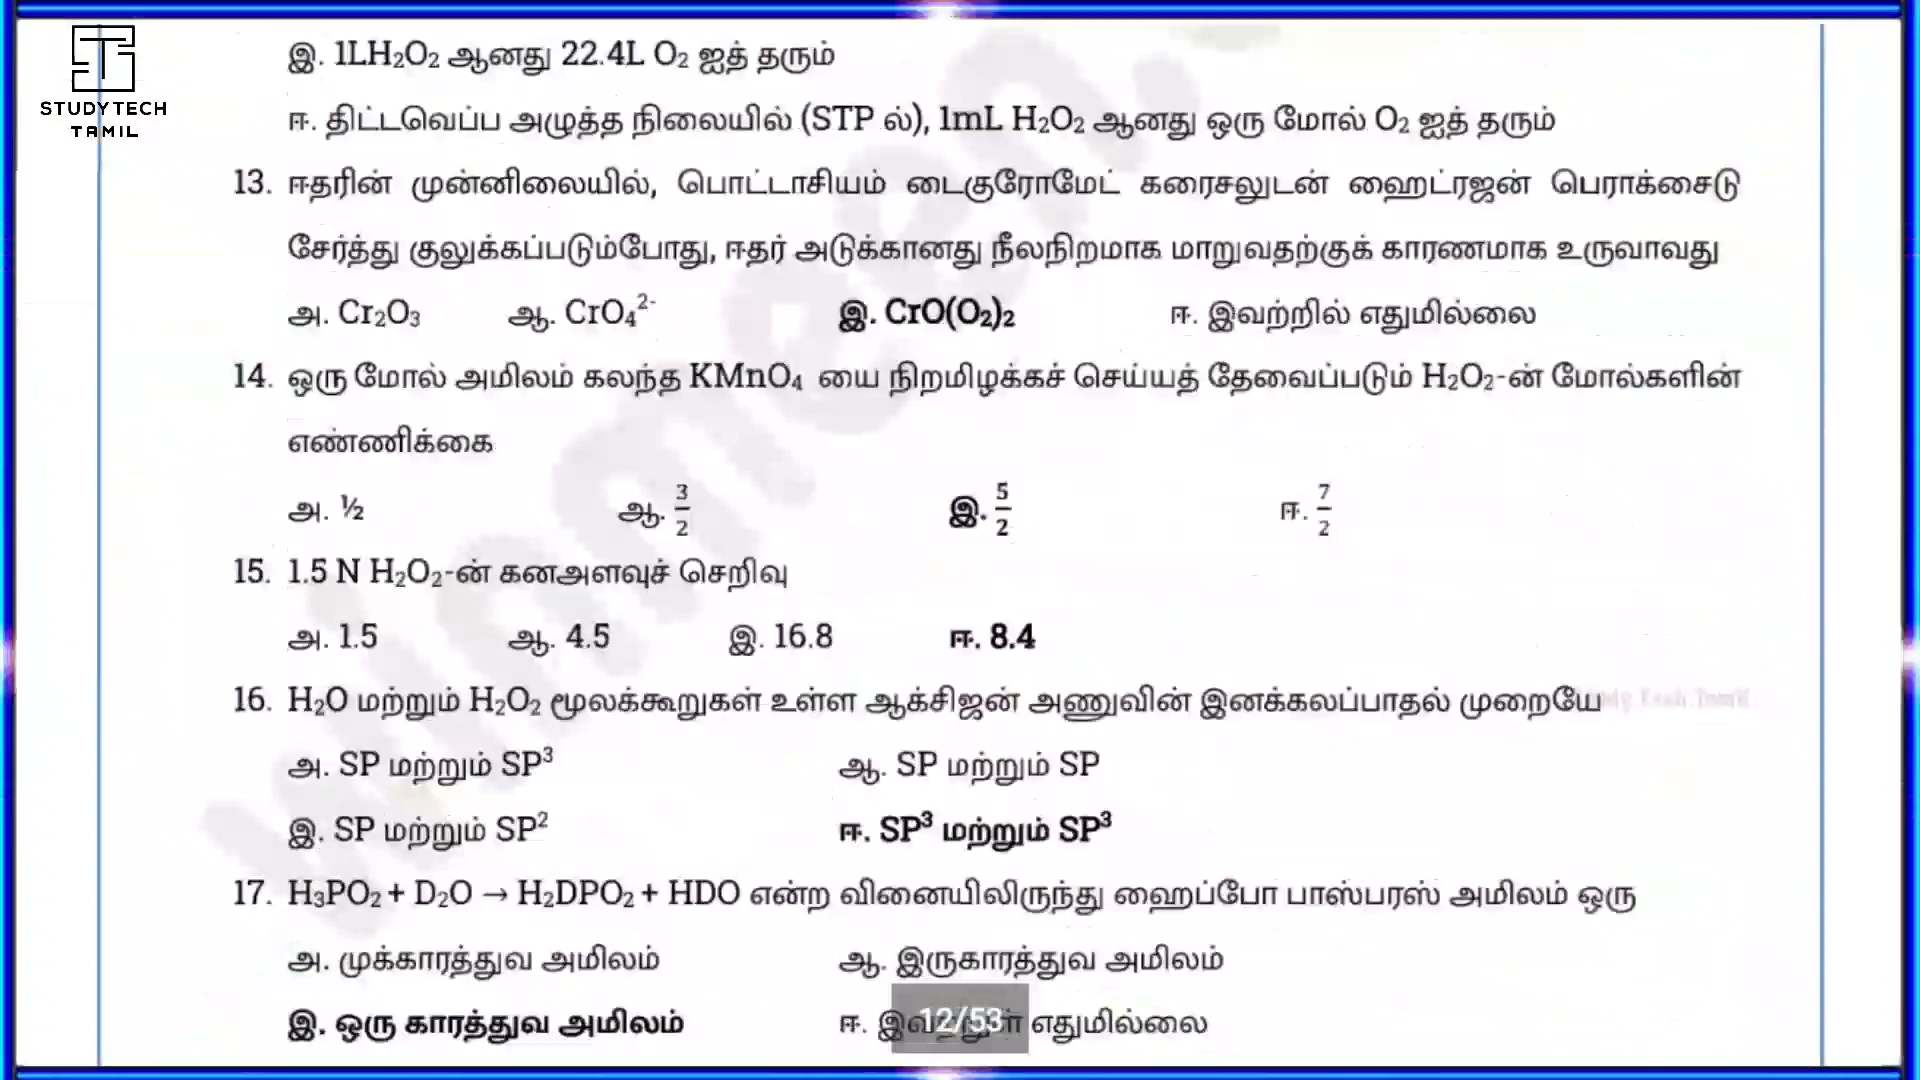 STUDYTECH
TAMIL
இ. 1LH₂O₂ ஆனது 22.4L O₂ ஐத் தரும்
ஈ. திட்டவெப்ப அழுத்த நிலையில் (STP ல்), 1mL H₂O₂ ஆனது ஒரு மோல் O₂ ஐத் தரும்
13. ஈதரின் முன்னிலையில், பொட்டாசியம் டைகுரோமேட் கரைசலுடன் ஹைட்ரஜன் பெராக்சைடு
சேர்த்து குலுக்கப்படும்போது, ஈதர் அடுக்கானது நீலநிறமாக மாறுவதற்குக் காரணமாக உருவாவது
அ. Cr₂O₃ ஆ. CrO₄²⁻ இ. CrO(O₂)₂ ஈ. இவற்றில் எதுமில்லை
14. ஒரு மோல் அமிலம் கலந்த KMnO₄ யை நிறமிழக்கச் செய்யத் தேவைப்படும் H₂O₂-ன் மோல்களின்
எண்ணிக்கை
அ. ½ ஆ. 3/2 இ. 5/2 ஈ. 7/2
15. 1.5 N H₂O₂-ன் கனஅளவுச் செறிவு
அ. 1.5 ஆ. 4.5 இ. 16.8 ஈ. 8.4
16. H₂O மற்றும் H₂O₂ மூலக்கூறுகள் உள்ள ஆக்சிஜன் அணுவின் இனக்கலப்பாதல் முறையே
அ. SP மற்றும் SP³ ஆ. SP மற்றும் SP
இ. SP மற்றும் SP² ஈ. SP³ மற்றும் SP³
17. H₃PO₂ + D₂O → H₂DPO₂ + HDO என்ற வினையிலிருந்து ஹைப்போ பாஸ்பரஸ் அமிலம் ஒரு
அ. முக்காரத்துவ அமிலம் ஆ. இருகாரத்துவ அமிலம்
இ. ஒரு காரத்துவ அமிலம் ஈ. எதுமில்லை
12/53